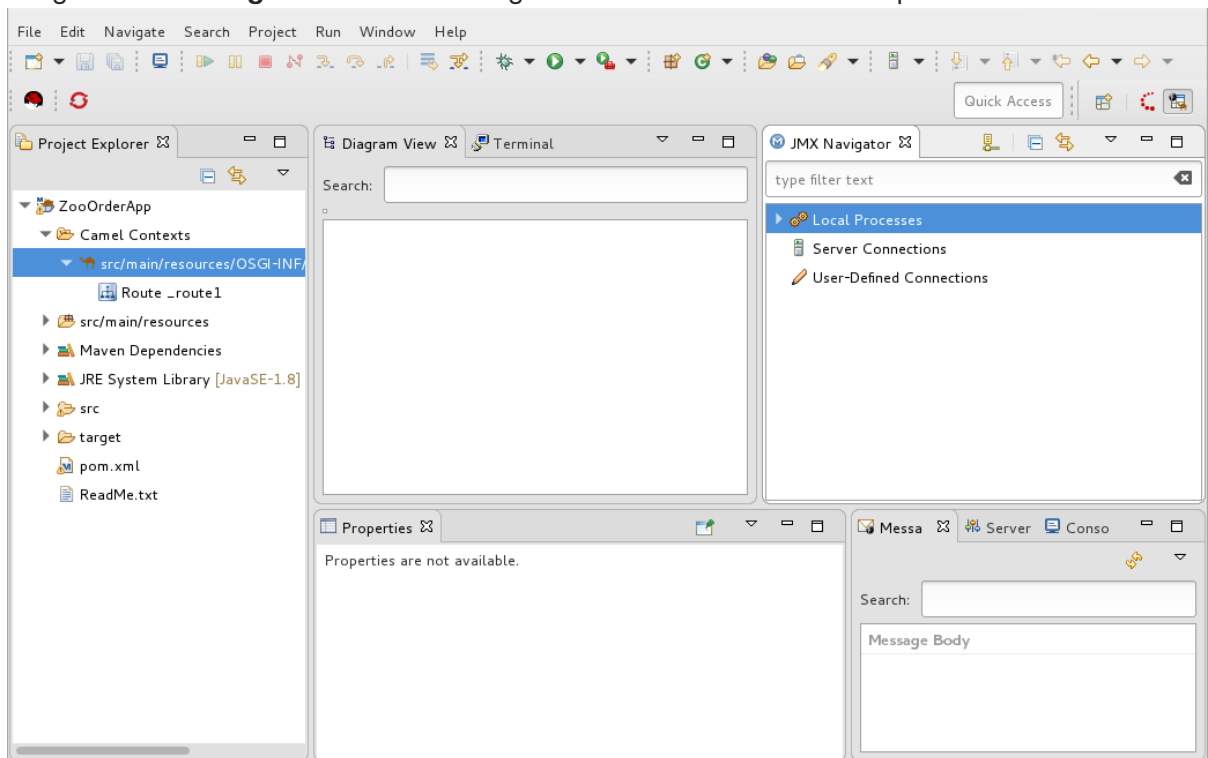 File Edit Navigate Search Project Run Window Help
Quick Access
Project Explorer
ZooOrderApp
Camel Contexts
src/main/resources/OSGI-INF/
Route _route1
src/main/resources
Maven Dependencies
JRE System Library [JavaSE-1.8]
src
target
pom.xml
ReadMe.txt
Diagram View Terminal
Search:
JMX Navigator
type filter text
Local Processes
Server Connections
User-Defined Connections
Properties
Properties are not available.
Messa Server Conso
Search:
Message Body